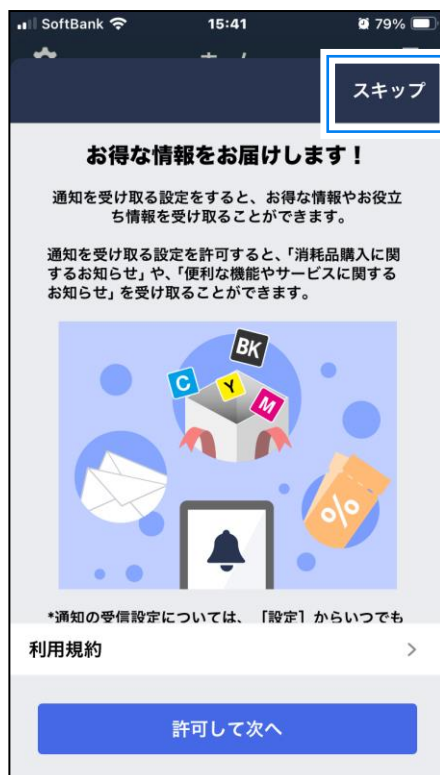 SoftBank 15:41 79%
スキップ
お得な情報をお届けします！
通知を受け取る設定をすると、お得な情報やお役立
ち情報を受け取ることができます。
通知を受け取る設定を許可すると、「消耗品購入に関
するお知らせ」や、「便利な機能やサービスに関する
お知らせ」を受け取ることができます。
BK
C
Y
M
%
*通知の受信設定については、［設定］からいつでも
利用規約
許可して次へ